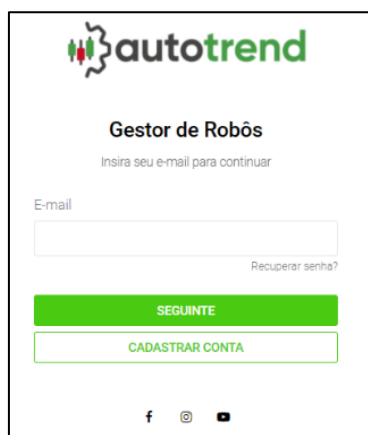 autotrend
Gestor de Robôs
Insira seu e-mail para continuar
E-mail
Recuperar senha?
SEGUINTE
CADASTRAR CONTA